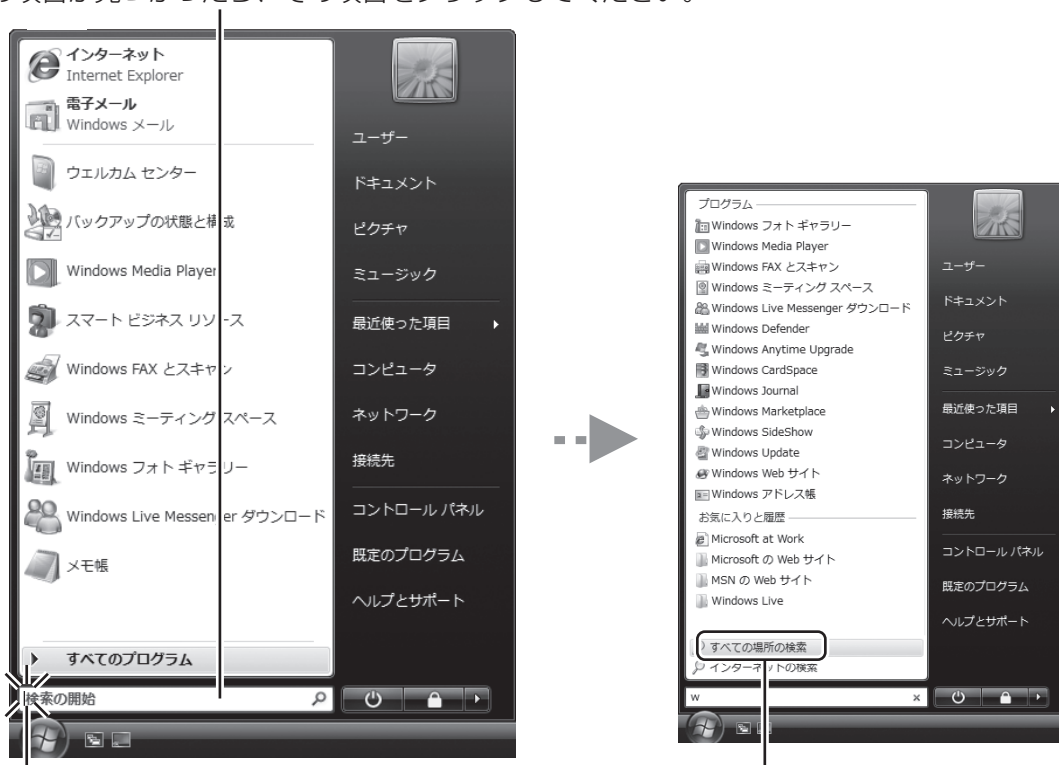 項目が見つかったら、その項目をクリックしてください。
インターネット
Internet Explorer
電子メール
Windows メール
ウェルカム センター
バックアップの状態と構成
Windows Media Player
スマート ビジネス リソース
Windows FAX とスキャン
Windows ミーティング スペース
Windows フォト ギャラリー
Windows Live Messenger ダウンロード
メモ帳
すべてのプログラム
検索の開始
ユーザー
ドキュメント
ピクチャ
ミュージック
最近使った項目
コンピュータ
ネットワーク
接続先
コントロール パネル
既定のプログラム
ヘルプとサポート
プログラム
Windows フォト ギャラリー
Windows Media Player
Windows FAX とスキャン
Windows ミーティング スペース
Windows Live Messenger ダウンロード
Windows Defender
Windows Anytime Upgrade
Windows CardSpace
Windows Journal
Windows Marketplace
Windows SideShow
Windows Update
Windows Web サイト
Windows アドレス帳
お気に入りと履歴
Microsoft at Work
Microsoft の Web サイト
MSN の Web サイト
Windows Live
すべての場所の検索
インターネットの検索
w
ユーザー
ドキュメント
ピクチャ
ミュージック
最近使った項目
コンピュータ
ネットワーク
接続先
コントロール パネル
既定のプログラム
ヘルプとサポート